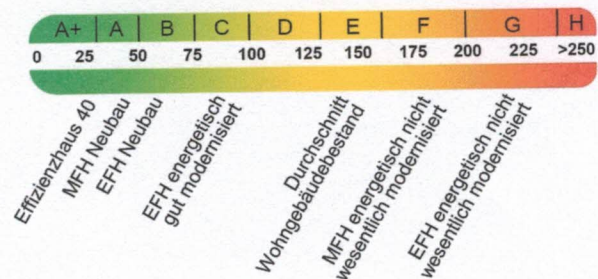 A+ A B C D E F G H
0 25 50 75 100 125 150 175 200 225 >250
Effizienzhaus 40
MFH Neubau
EFH Neubau
EFH energetisch
gut modernisiert
Durchschnitt
Wohngebäudebestand
MFH energetisch nicht
wesentlich modernisiert
EFH energetisch nicht
wesentlich modernisiert